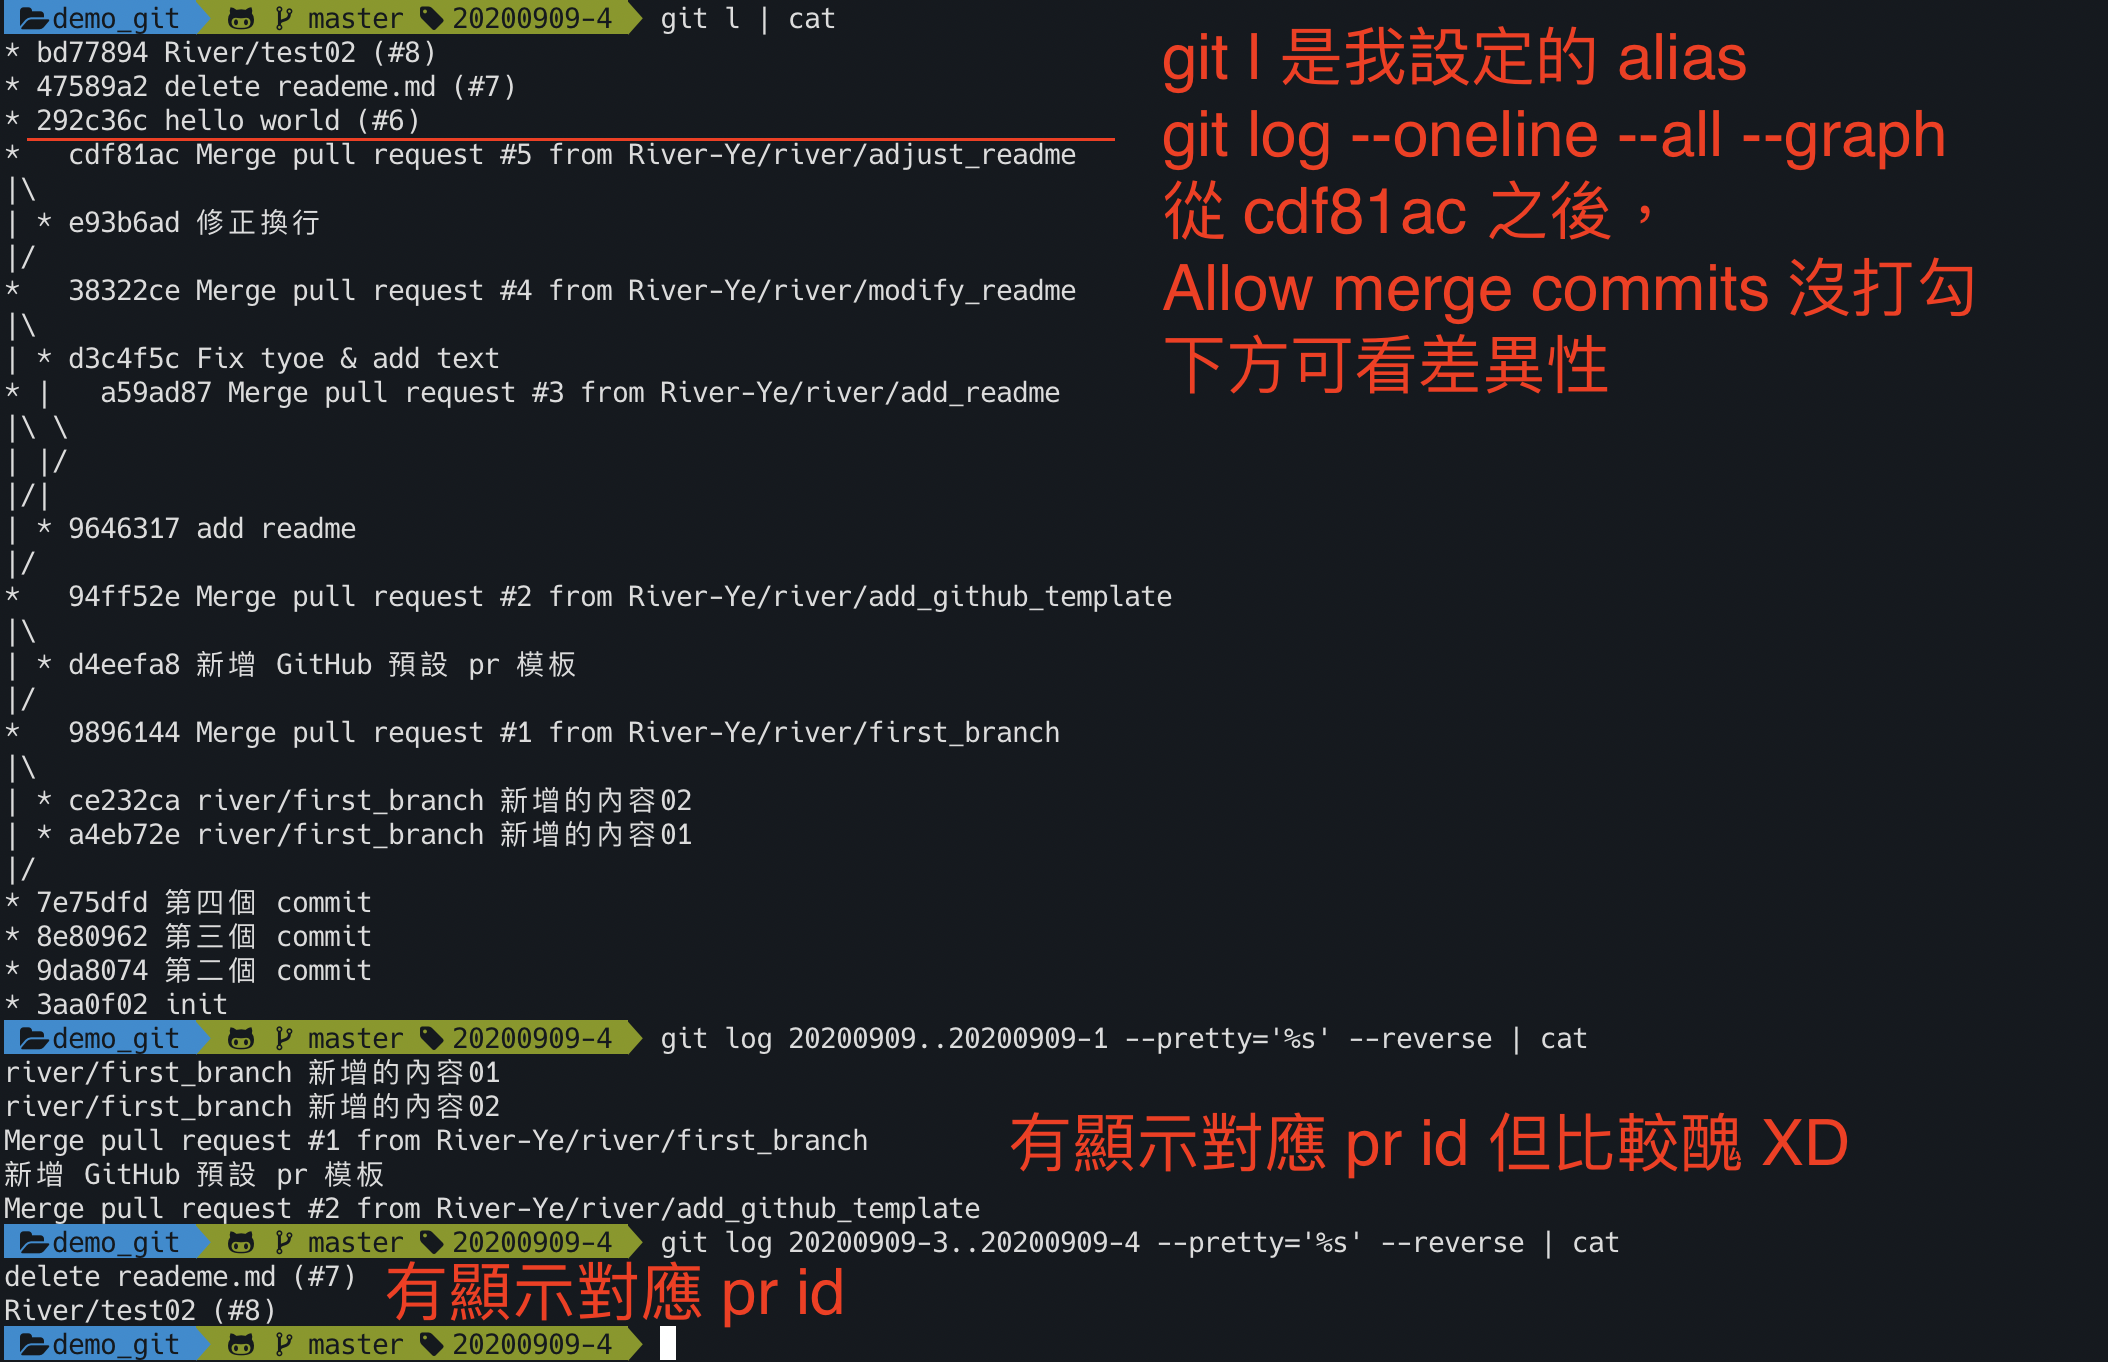 demo_git master 20200909-4 git l | cat
* bd77894 River/test02 (#8)
* 47589a2 delete reademe.md (#7)
* 292c36c hello world (#6)
*   cdf81ac Merge pull request #5 from River-Ye/river/adjust_readme
|\
| * e93b6ad 修正換行
|/
*   38322ce Merge pull request #4 from River-Ye/river/modify_readme
|\
| * d3c4f5c Fix tyoe & add text
* |   a59ad87 Merge pull request #3 from River-Ye/river/add_readme
|\ \
| |/
|/|
| * 9646317 add readme
|/
*   94ff52e Merge pull request #2 from River-Ye/river/add_github_template
|\
| * d4eefa8 新增 GitHub 預設 pr 模板
|/
*   9896144 Merge pull request #1 from River-Ye/river/first_branch
|\
| * ce232ca river/first_branch 新增的內容02
| * a4eb72e river/first_branch 新增的內容01
|/
* 7e75dfd 第四個 commit
* 8e80962 第三個 commit
* 9da8074 第二個 commit
* 3aa0f02 init
git l 是我設定的 alias
git log --oneline --all --graph
從 cdf81ac 之後，
Allow merge commits 沒打勾
下方可看差異性
demo_git master 20200909-4 git log 20200909..20200909-1 --pretty='%s' --reverse | cat
river/first_branch 新增的內容01
river/first_branch 新增的內容02
Merge pull request #1 from River-Ye/river/first_branch
新增 GitHub 預設 pr 模板
Merge pull request #2 from River-Ye/river/add_github_template
有顯示對應 pr id 但比較醜 XD
demo_git master 20200909-4 git log 20200909-3..20200909-4 --pretty='%s' --reverse | cat
delete reademe.md (#7)
River/test02 (#8)
有顯示對應 pr id
demo_git master 20200909-4